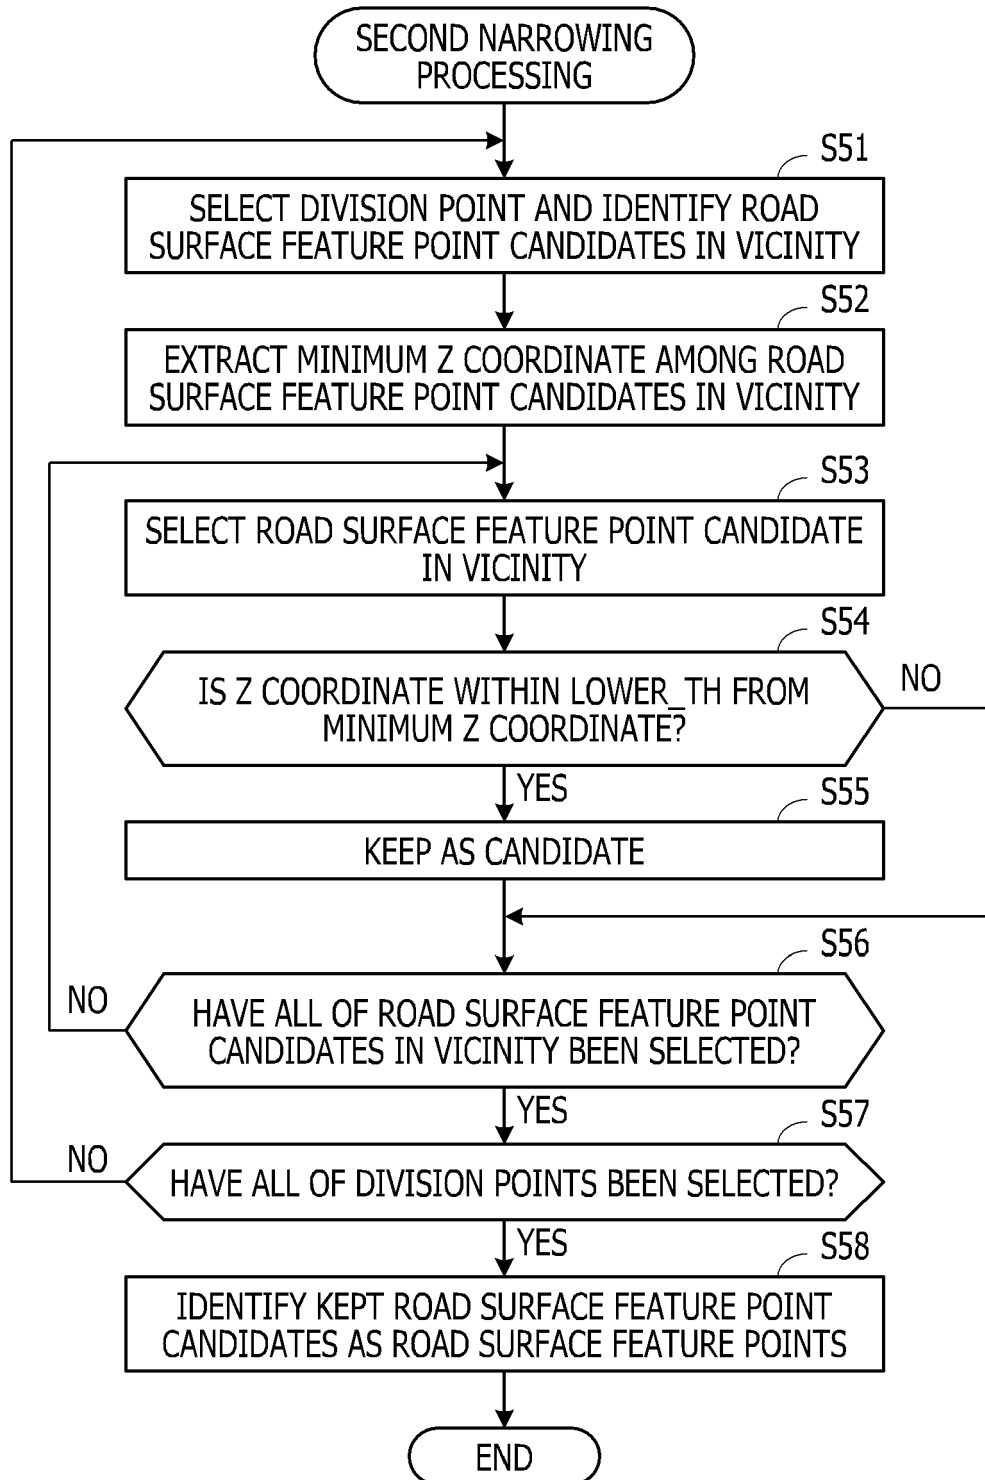 SECOND NARROWING
PROCESSING
S51
SELECT DIVISION POINT AND IDENTIFY ROAD
SURFACE FEATURE POINT CANDIDATES IN VICINITY
S52
EXTRACT MINIMUM Z COORDINATE AMONG ROAD
SURFACE FEATURE POINT CANDIDATES IN VICINITY
S53
SELECT ROAD SURFACE FEATURE POINT CANDIDATE
IN VICINITY
S54
IS Z COORDINATE WITHIN LOWER_TH FROM
MINIMUM Z COORDINATE?
NO
YES
S55
KEEP AS CANDIDATE
S56
NO
HAVE ALL OF ROAD SURFACE FEATURE POINT
CANDIDATES IN VICINITY BEEN SELECTED?
YES
S57
NO
HAVE ALL OF DIVISION POINTS BEEN SELECTED?
YES
S58
IDENTIFY KEPT ROAD SURFACE FEATURE POINT
CANDIDATES AS ROAD SURFACE FEATURE POINTS
END